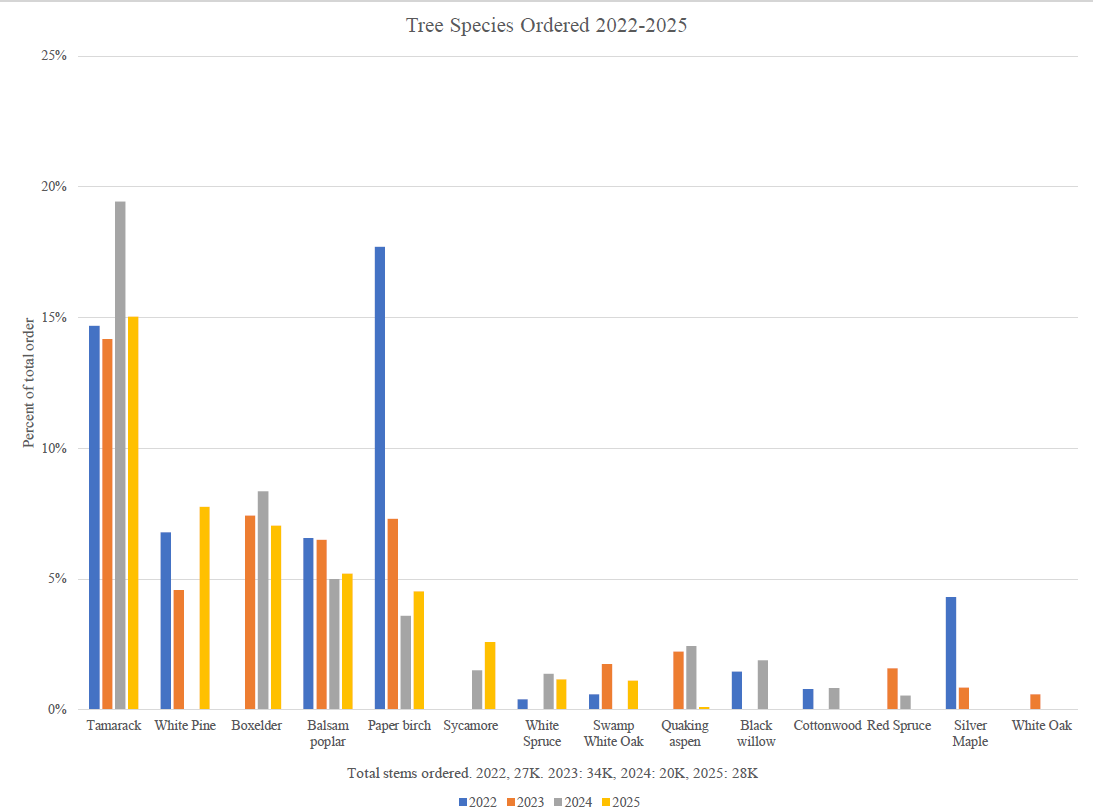 Tree Species Ordered 2022-2025
25%
20%
15%
10%
5%
0%
Percent of total order
Tamarack
White Pine
Boxelder
Balsam
poplar
Paper birch
Sycamore
White
Spruce
Swamp
White Oak
Quaking
aspen
Black
willow
Cottonwood
Red Spruce
Silver
Maple
White Oak
Total stems ordered. 2022, 27K. 2023: 34K, 2024: 20K, 2025: 28K
2022 2023 2024 2025